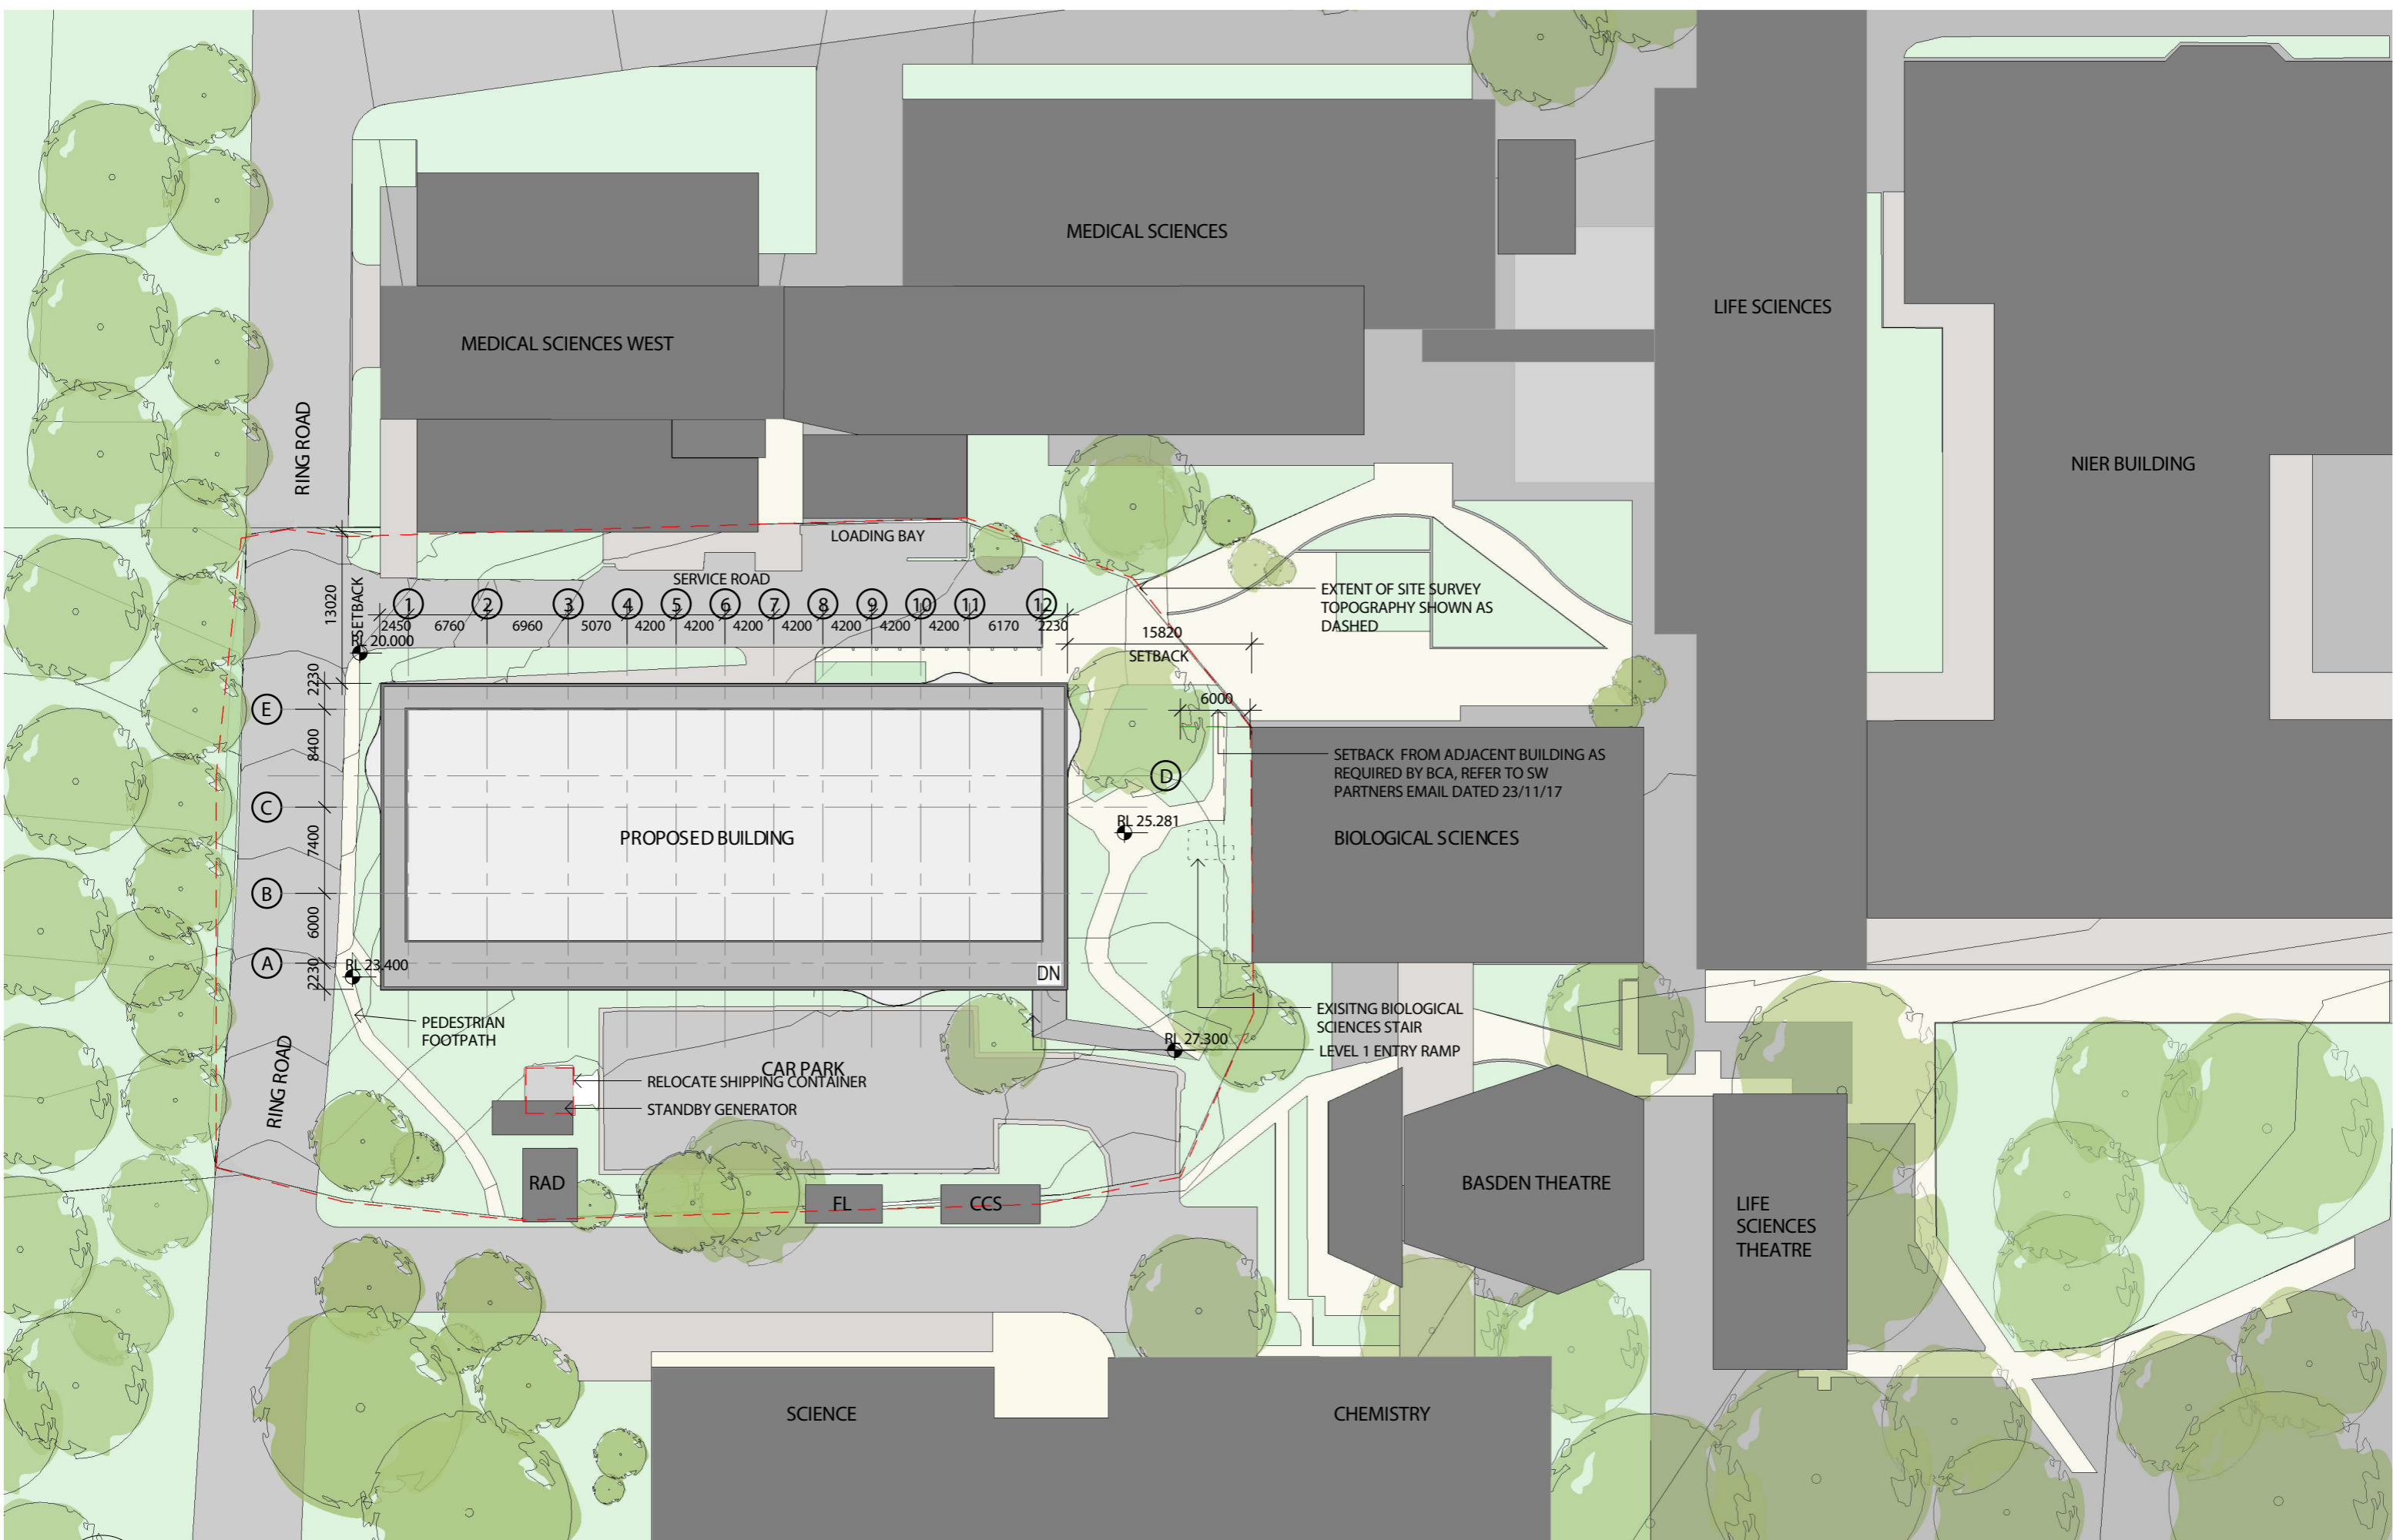 MEDICAL SCIENCES
LIFE SCIENCES
MEDICAL SCIENCES WEST
RING ROAD
NIER BUILDING
LOADING BAY
SERVICE ROAD
EXTENT OF SITE SURVEY
TOPOGRAPHY SHOWN AS
DASHED
13020
SETBACK
1 2 3 4 5 6 7 8 9 10 11 12
2450 6760 6960 5070 4200 4200 4200 4200 4200 4200 4200 6170 2230
RL 20.000
15820
SETBACK
6000
2230
E
8400
C
7400
B
6000
A
2230
D
SETBACK FROM ADJACENT BUILDING AS
REQUIRED BY BCA, REFER TO SW
PARTNERS EMAIL DATED 23/11/17
RL 25.281
PROPOSED BUILDING
BIOLOGICAL SCIENCES
RL 23.400
DN
PEDESTRIAN
FOOTPATH
EXISITNG BIOLOGICAL
SCIENCES STAIR
RL 27.300
LEVEL 1 ENTRY RAMP
RING ROAD
CAR PARK
RELOCATE SHIPPING CONTAINER
STANDBY GENERATOR
RAD
FL
CCS
BASDEN THEATRE
LIFE
SCIENCES
THEATRE
SCIENCE
CHEMISTRY